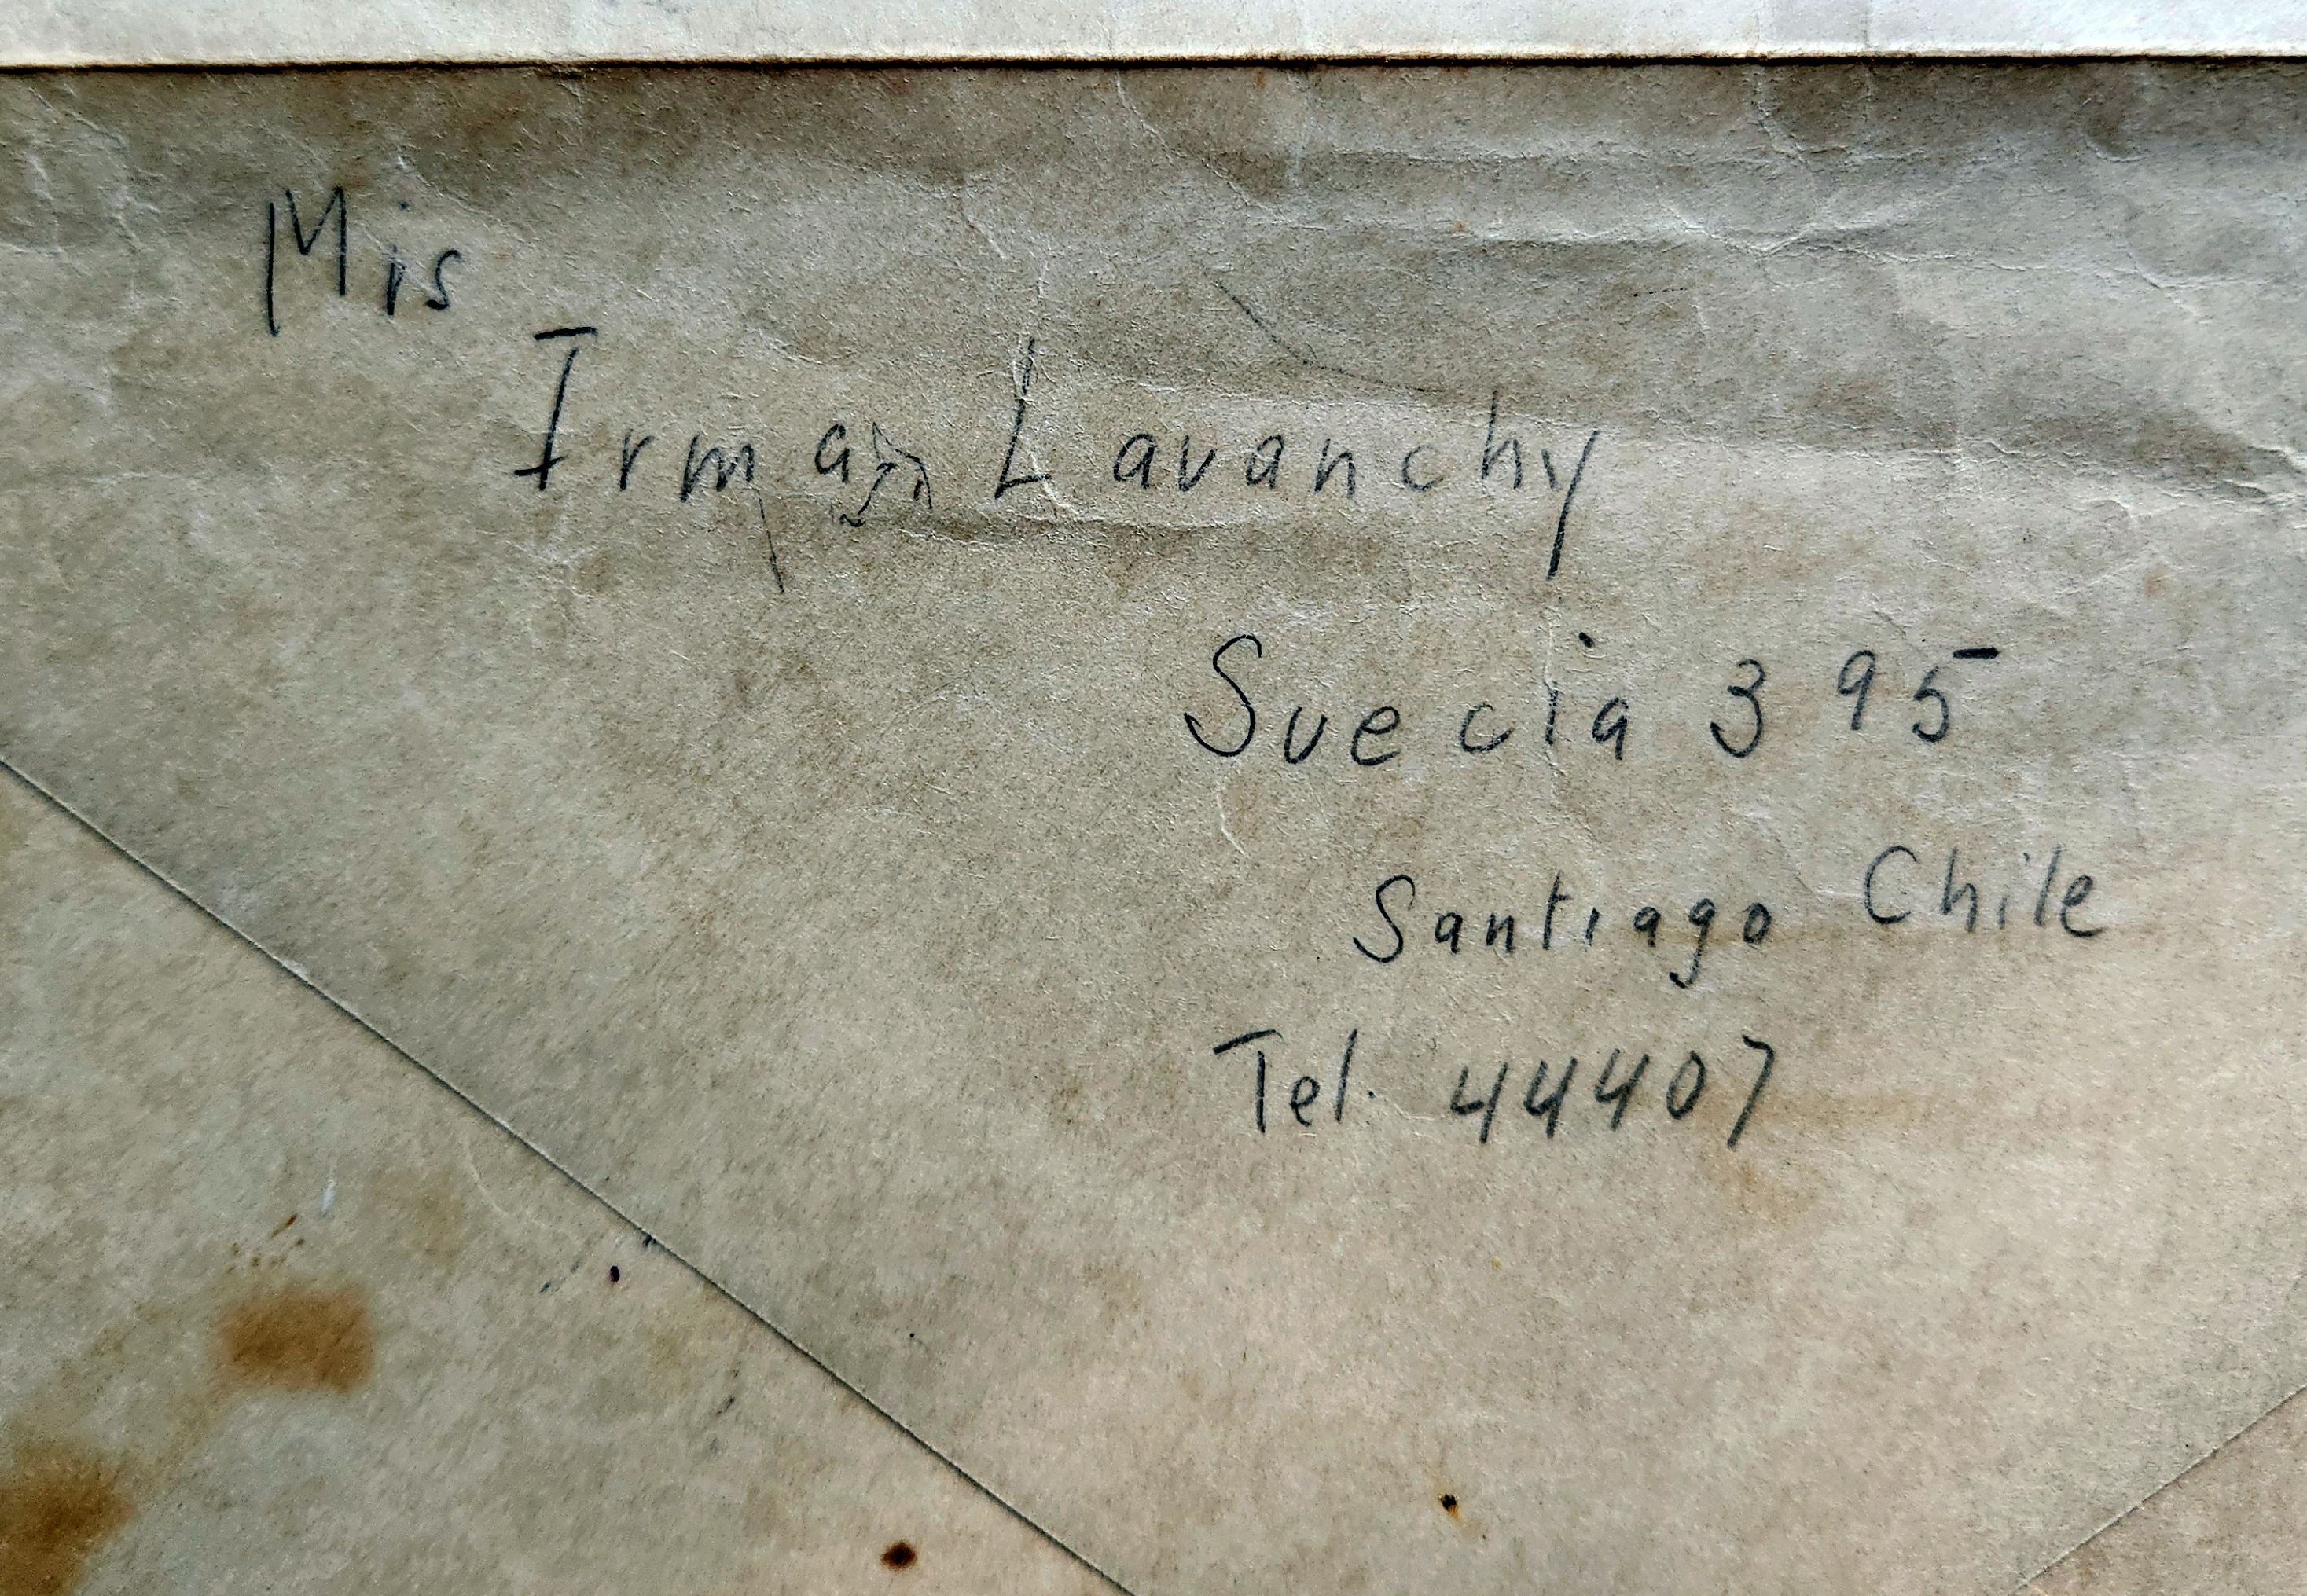 Mis
Irma Lavanchy
Suecia 395
Santiago Chile
Tel. 44407